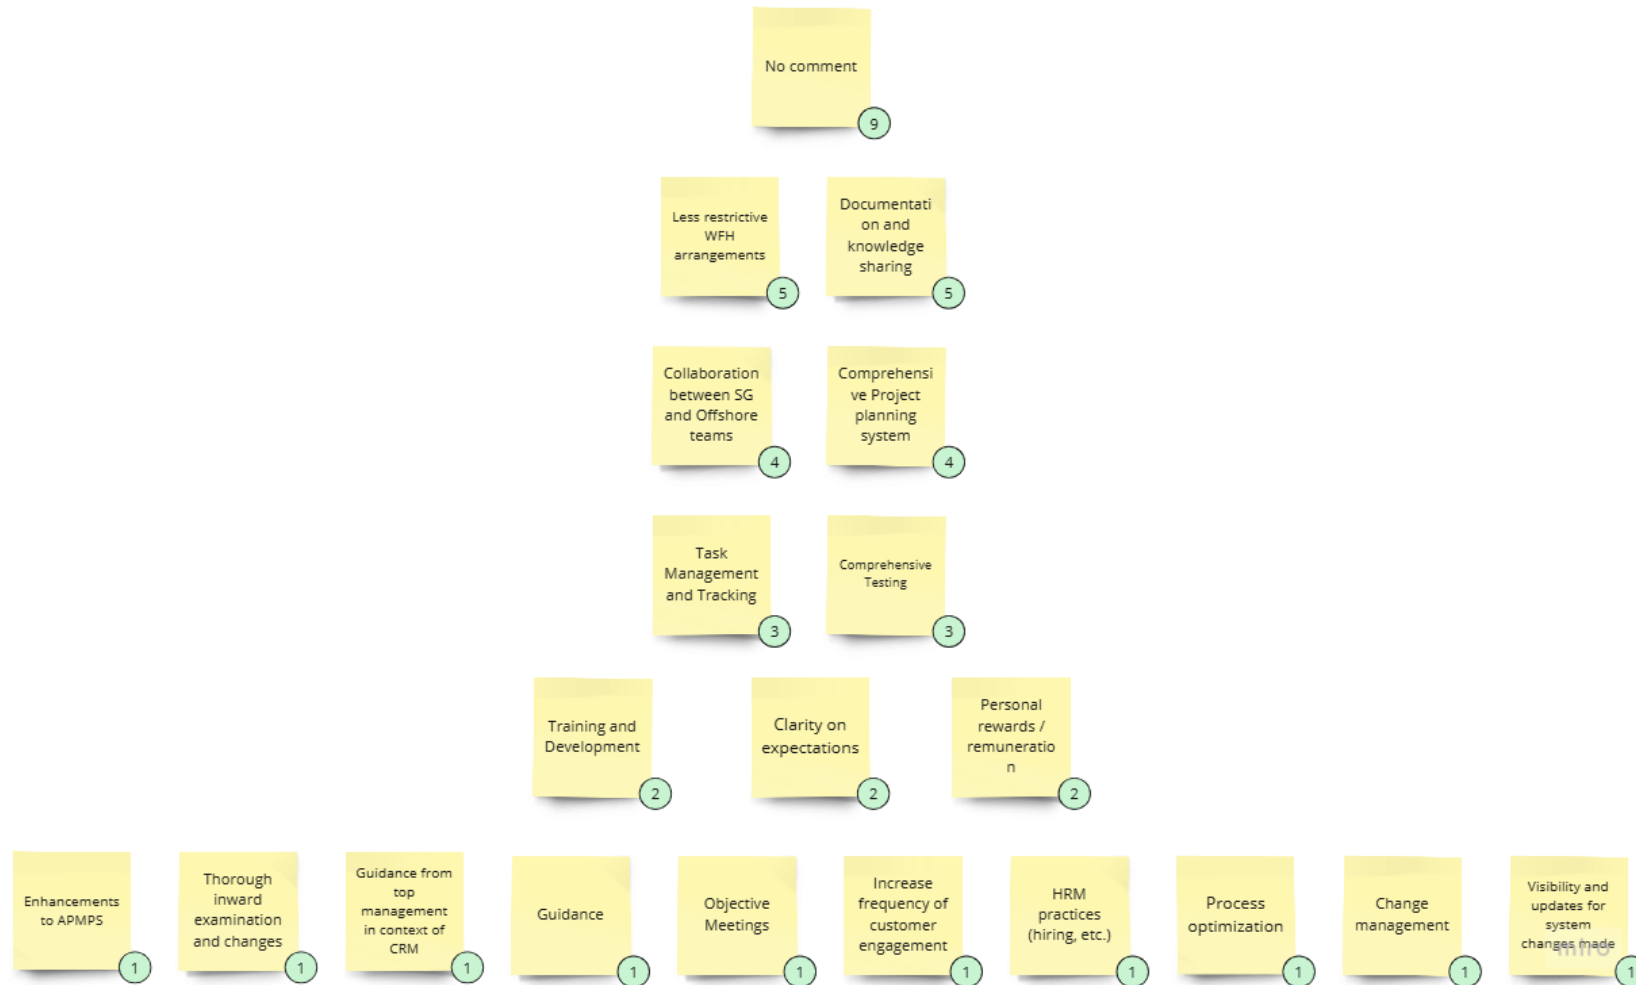 No comment
9
Less restrictive
WFH
arrangements
5
Documentati
on and
knowledge
sharing
5
Collaboration
between SG
and Offshore
teams
4
Comprehensi
ve Project
planning
system
4
Task
Management
and Tracking
3
Comprehensive
Testing
3
Training and
Development
2
Clarity on
expectations
2
Personal
rewards /
remuneratio
n
2
Enhancements
to APMPS
1
Thorough
inward
examination
and changes
1
Guidance from
top
management
in context of
CRM
1
Guidance
1
Objective
Meetings
1
Increase
frequency of
customer
engagement
1
HRM
practices
(hiring, etc.)
1
Process
optimization
1
Change
management
1
Visibility and
updates for
system
changes made
1
miro